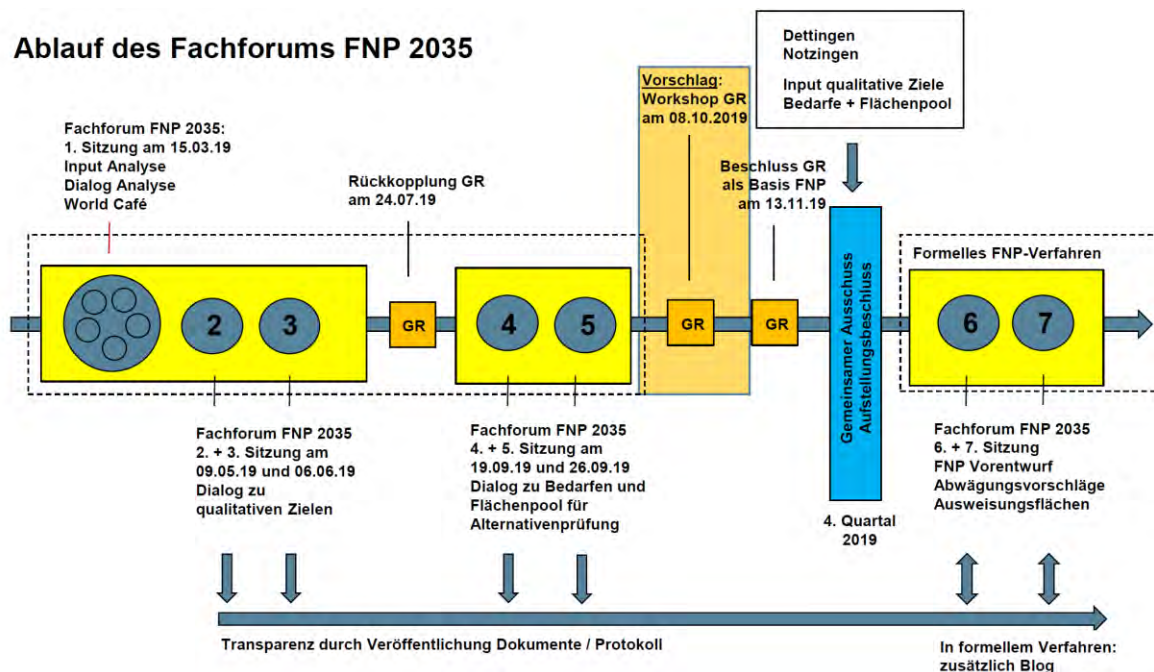 Ablauf des Fachforums FNP 2035
Dettingen
Notzingen
Input qualitative Ziele
Bedarfe + Flächenpool
Vorschlag:
Workshop GR
am 08.10.2019
Fachforum FNP 2035:
1. Sitzung am 15.03.19
Input Analyse
Dialog Analyse
World Café
Rückkopplung GR
am 24.07.19
Beschluss GR
als Basis FNP
am 13.11.19
Formelles FNP-Verfahren
2
3
GR
4
5
GR
GR
Gemeinsamer Ausschuss
Aufstellungsbeschluss
6
7
Fachforum FNP 2035
2. + 3. Sitzung am
09.05.19 und 06.06.19
Dialog zu
qualitativen Zielen
Fachforum FNP 2035
4. + 5. Sitzung am
19.09.19 und 26.09.19
Dialog zu Bedarfen und
Flächenpool für
Alternativenprüfung
4. Quartal
2019
Fachforum FNP 2035
6. + 7. Sitzung
FNP Vorentwurf
Abwägungsvorschläge
Ausweisungsflächen
Transparenz durch Veröffentlichung Dokumente / Protokoll
In formellem Verfahren:
zusätzlich Blog